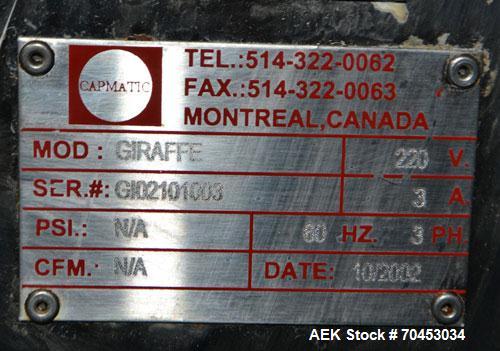 CAPMATIC
TEL.:514-322-0062
FAX.:514-322-0063
MONTREAL,CANADA
MOD : GIRAFFE 220 V.
SER.#: GI02101003 3 A.
PSI.: N/A 60 HZ. 3 PH.
CFM.: N/A DATE: 10/2002
AEK Stock # 70453034